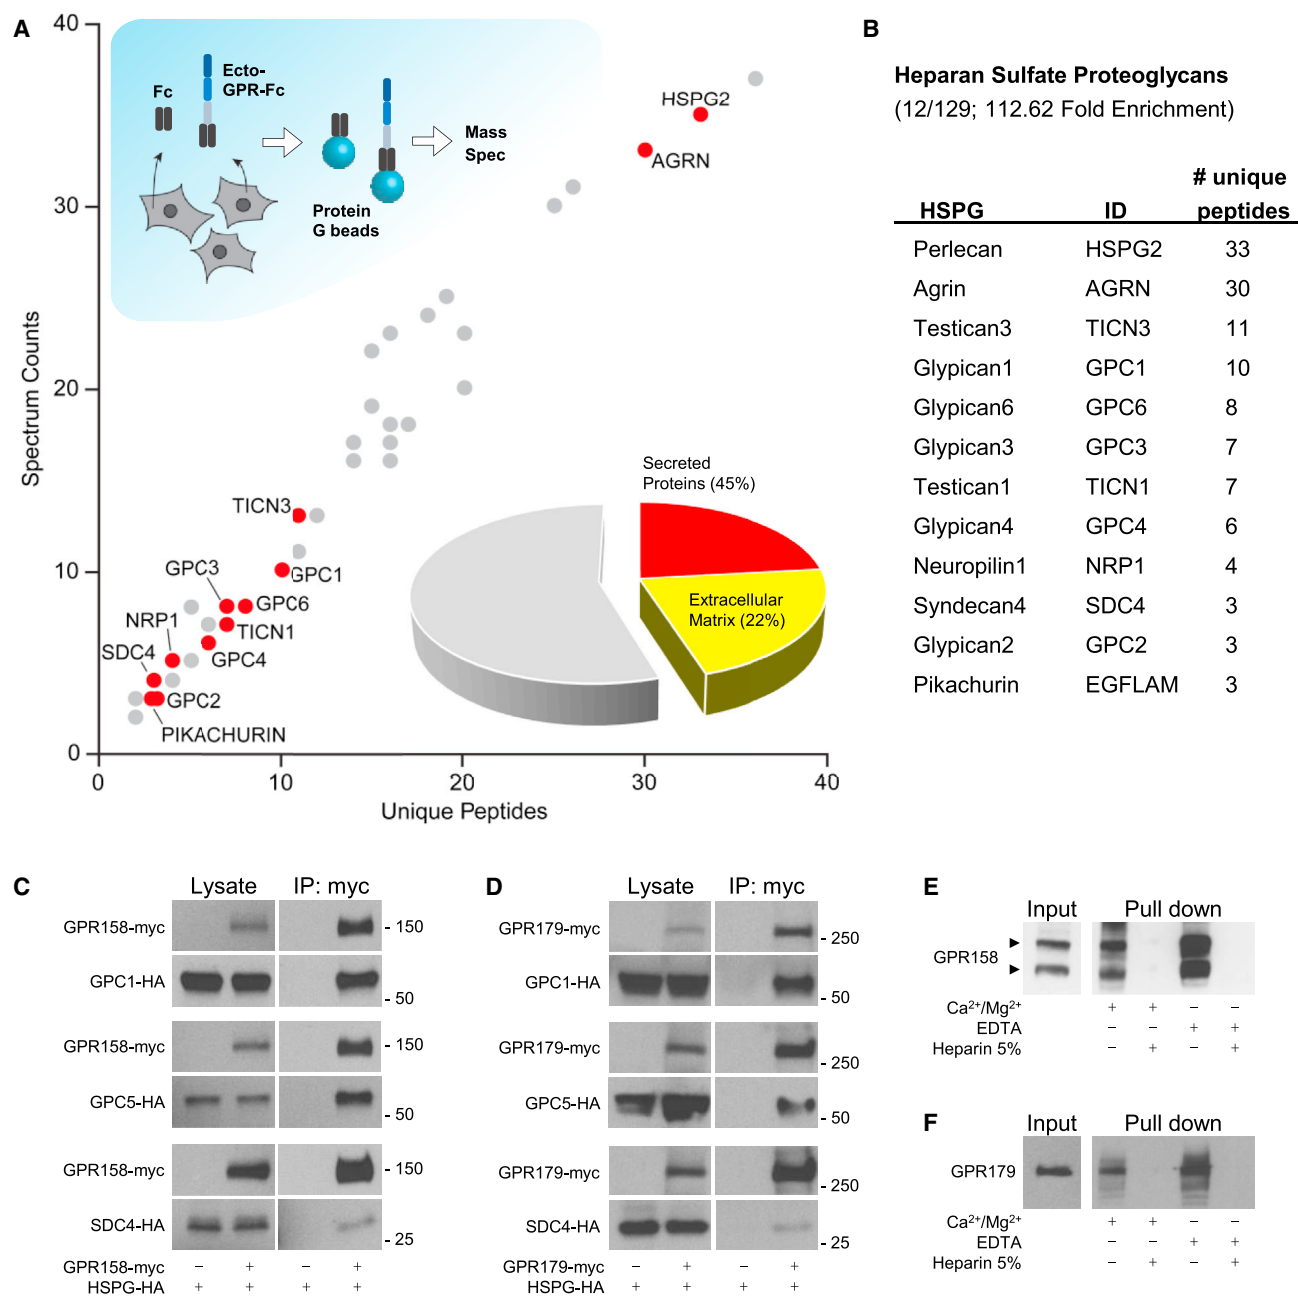 A
40
30
20
10
0
Spectrum Counts
0
10
20
30
40
Unique Peptides
Fc
Ecto-
GPR-Fc
Protein
G beads
Mass
Spec
HSPG2
AGRN
TICN3
GPC1
GPC3
GPC6
NRP1
TICN1
SDC4
GPC4
GPC2
PIKACHURIN
Secreted
Proteins (45%)
Extracellular
Matrix (22%)
B
Heparan Sulfate Proteoglycans
(12/129; 112.62 Fold Enrichment)
# unique
HSPG ID peptides
Perlecan HSPG2 33
Agrin AGRN 30
Testican3 TICN3 11
Glypican1 GPC1 10
Glypican6 GPC6 8
Glypican3 GPC3 7
Testican1 TICN1 7
Glypican4 GPC4 6
Neuropilin1 NRP1 4
Syndecan4 SDC4 3
Glypican2 GPC2 3
Pikachurin EGFLAM 3
C
Lysate IP: myc
GPR158-myc - 150
GPC1-HA - 50
GPR158-myc - 150
GPC5-HA - 50
GPR158-myc - 150
SDC4-HA - 25
GPR158-myc – + – +
HSPG-HA + + + +
D
Lysate IP: myc
GPR179-myc - 250
GPC1-HA - 50
GPR179-myc - 250
GPC5-HA - 50
GPR179-myc - 250
SDC4-HA - 25
GPR179-myc – + – +
HSPG-HA + + + +
E
Input Pull down
GPR158
Ca²⁺/Mg²⁺ + + – –
EDTA – – + +
Heparin 5% – + – +
F
Input Pull down
GPR179
Ca²⁺/Mg²⁺ + + – –
EDTA – – + +
Heparin 5% – + – +